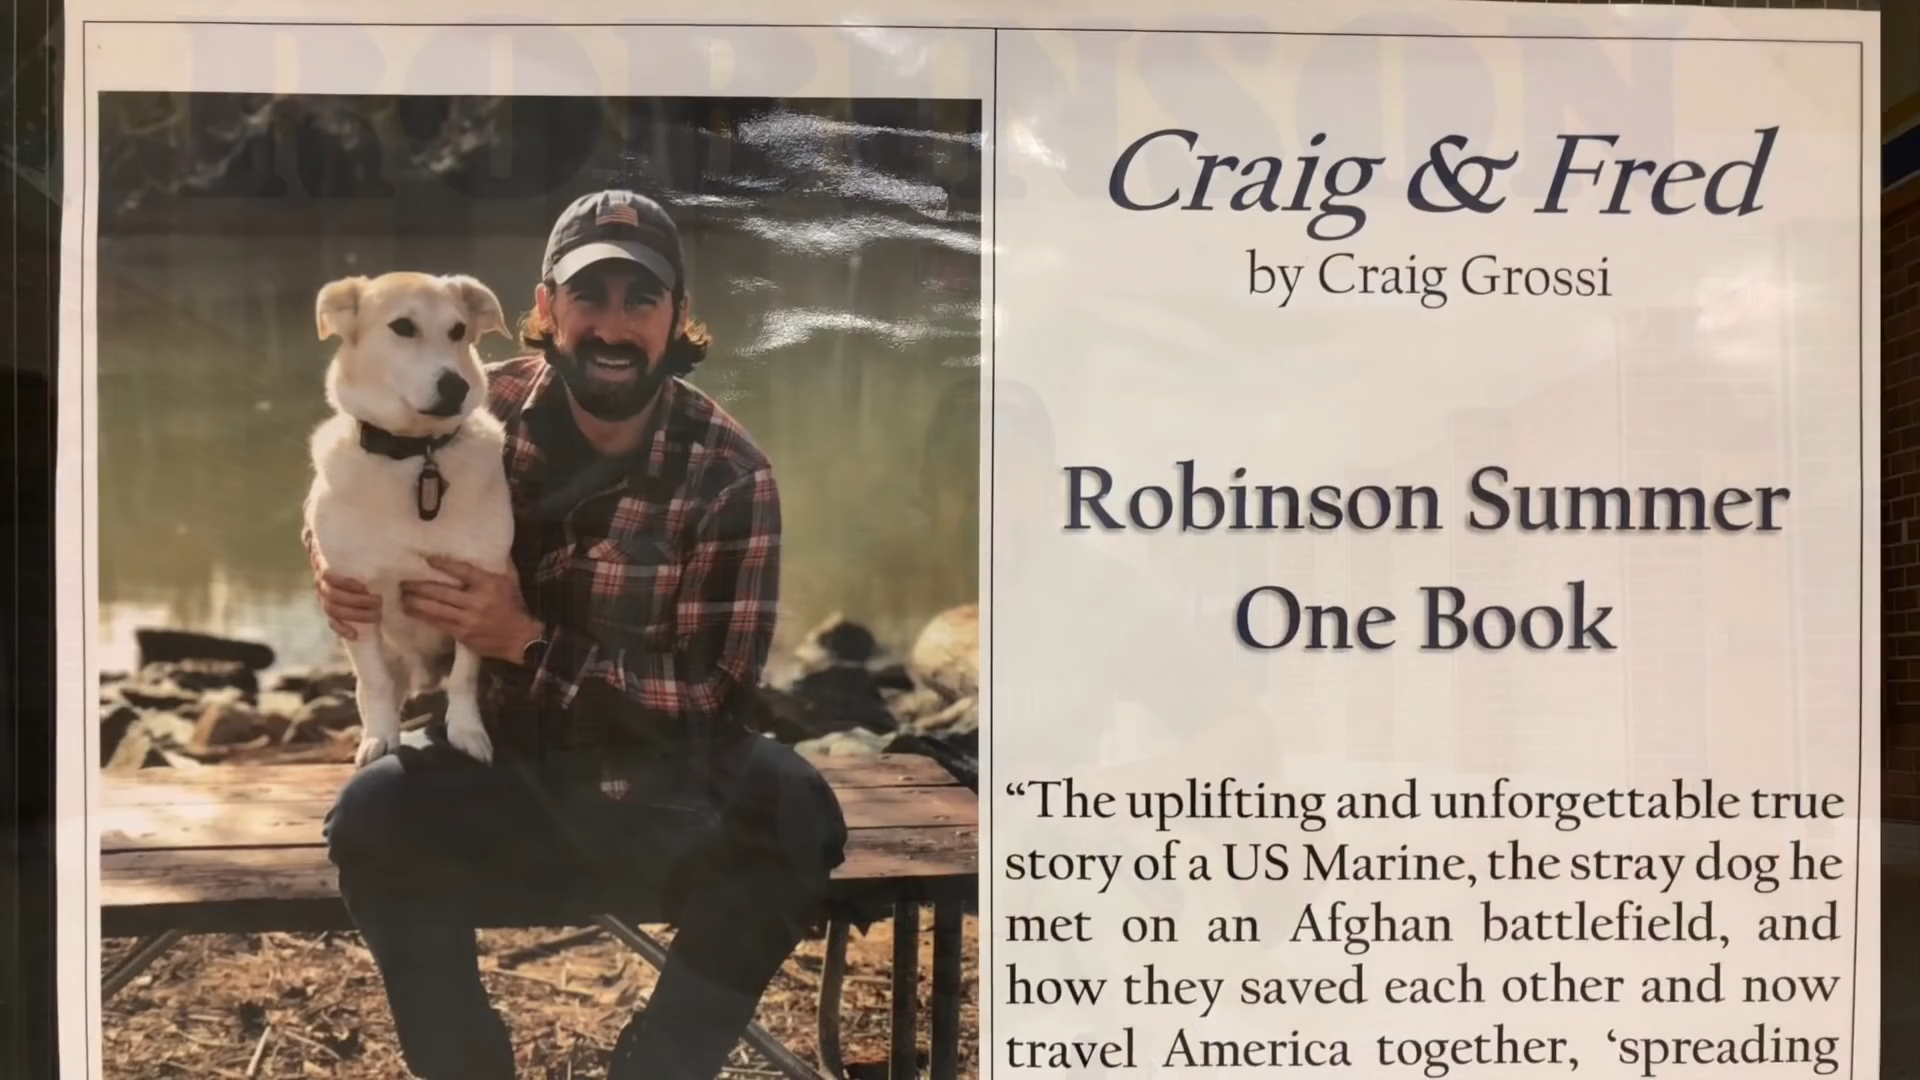 ROBINSON
Craig & Fred
by Craig Grossi
Robinson Summer
One Book
“The uplifting and unforgettable true
story of a US Marine, the stray dog he
met on an Afghan battlefield, and
how they saved each other and now
travel America together, ‘spreading